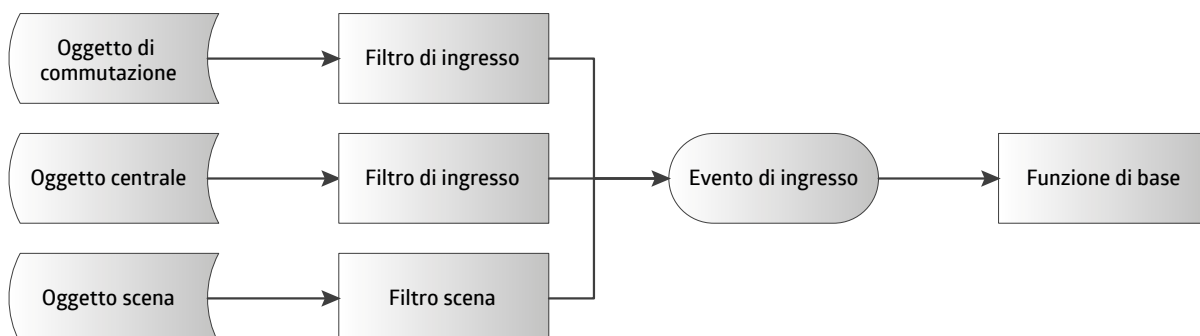 Oggetto di
commutazione
Filtro di ingresso
Oggetto centrale
Filtro di ingresso
Evento di ingresso
Funzione di base
Oggetto scena
Filtro scena